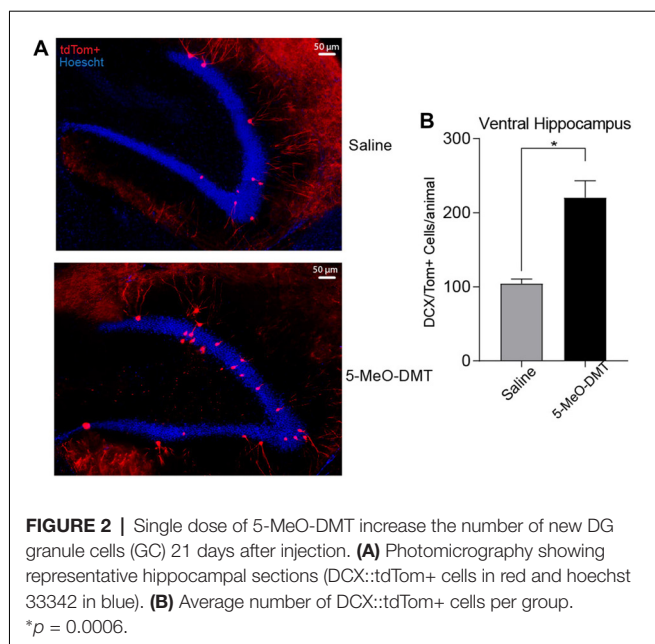 A
tdTom+
Hoescht
50 µm
Saline
50 µm
5-MeO-DMT
B
Ventral Hippocampus
*
300
200
100
0
DCX/Tom+ Cells/animal
Saline
5-MeO-DMT
FIGURE 2 | Single dose of 5-MeO-DMT increase the number of new DG
granule cells (GC) 21 days after injection. (A) Photomicrography showing
representative hippocampal sections (DCX::tdTom+ cells in red and hoechst
33342 in blue). (B) Average number of DCX::tdTom+ cells per group.
*p = 0.0006.